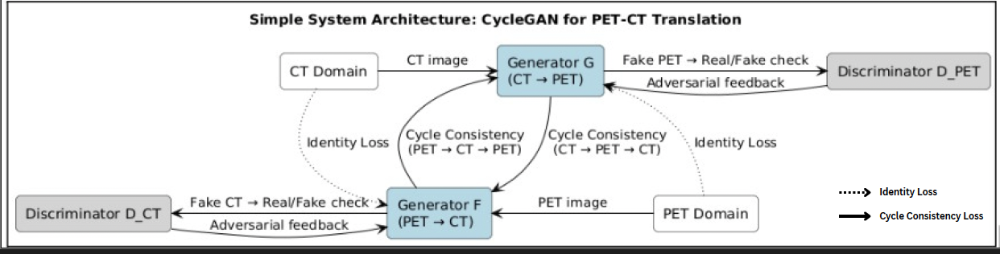 Simple System Architecture: CycleGAN for PET-CT Translation
CT Domain
CT image
Generator G
(CT → PET)
Fake PET → Real/Fake check
Adversarial feedback
Discriminator D_PET
Identity Loss
Cycle Consistency
(PET → CT → PET)
Cycle Consistency
(CT → PET → CT)
Identity Loss
Discriminator D_CT
Fake CT → Real/Fake check
Adversarial feedback
Generator F
(PET → CT)
PET image
PET Domain
Identity Loss
Cycle Consistency Loss